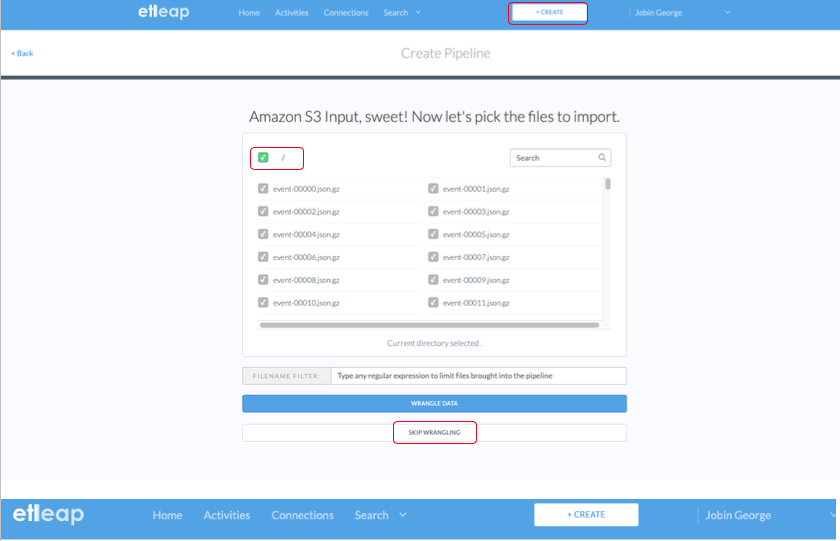 etleap Home Activities Connections Search + CREATE Jobin George
< Back Create Pipeline
Amazon S3 Input, sweet! Now let's pick the files to import.
/ Search
event-00000.json.gz event-00001.json.gz
event-00002.json.gz event-00003.json.gz
event-00004.json.gz event-00005.json.gz
event-00006.json.gz event-00007.json.gz
event-00008.json.gz event-00009.json.gz
event-00010.json.gz event-00011.json.gz
Current directory selected .
FILENAME FILTER: Type any regular expression to limit files brought into the pipeline
WRANGLE DATA
SKIP WRANGLING
etleap Home Activities Connections Search + CREATE Jobin George